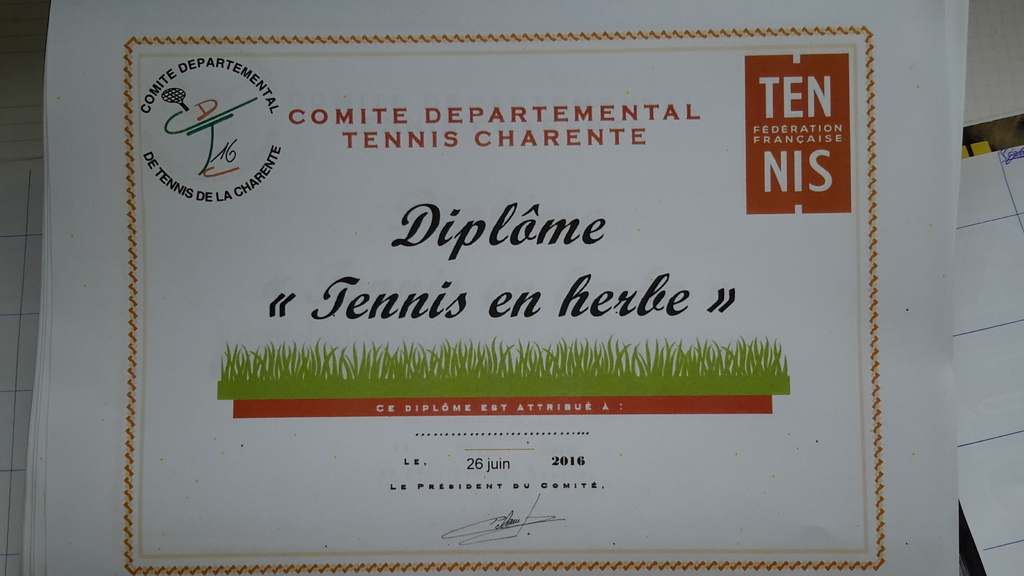 COMITE DEPARTEMENTAL
DT
16
DE TENNIS DE LA CHARENTE
COMITE DEPARTEMENTAL
TENNIS CHARENTE
TEN
FÉDÉRATION
FRANÇAISE
NIS
Diplôme
« Tennis en herbe »
CE DIPLÔME EST ATTRIBUÉ À :
................................
LE, 26 juin 2016
LE PRÉSIDENT DU COMITÉ,